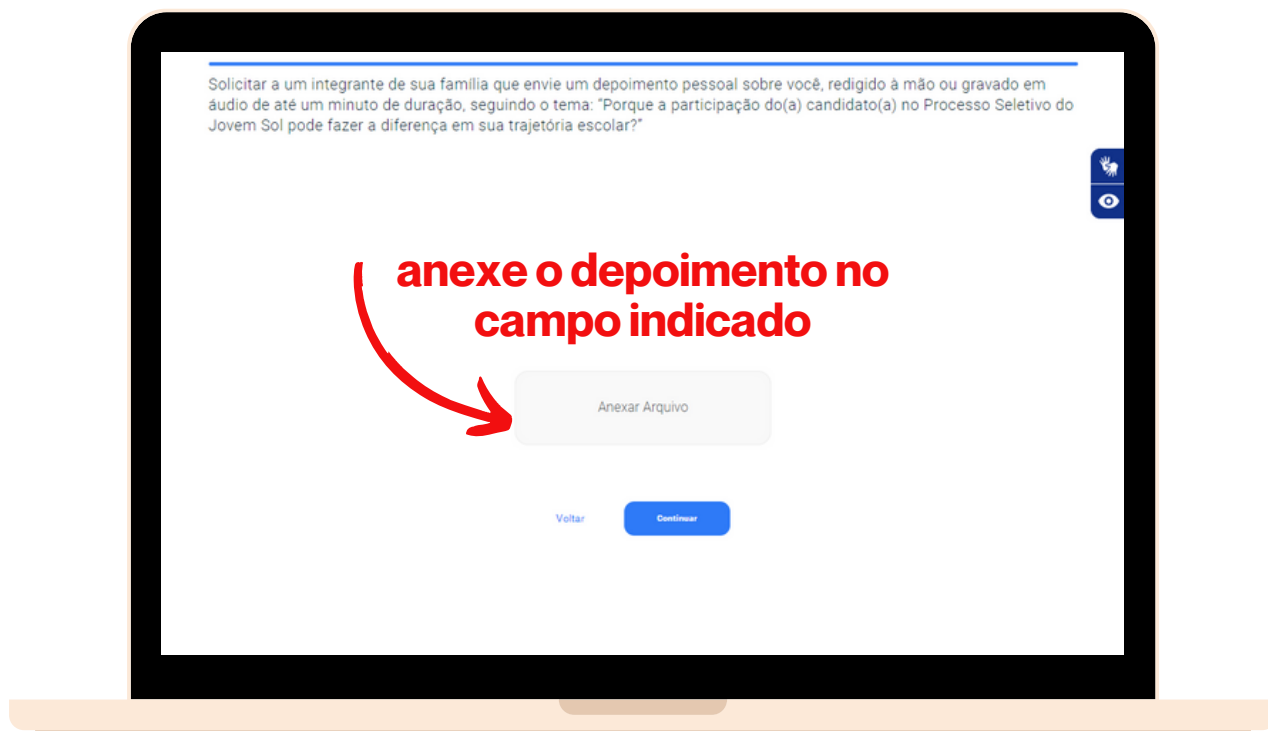 Solicitar a um integrante de sua família que envie um depoimento pessoal sobre você, redigido à mão ou gravado em
áudio de até um minuto de duração, seguindo o tema: "Porque a participação do(a) candidato(a) no Processo Seletivo do
Jovem Sol pode fazer a diferença em sua trajetória escolar?"
anexe o depoimento no
campo indicado
Anexar Arquivo
Voltar
Continuar